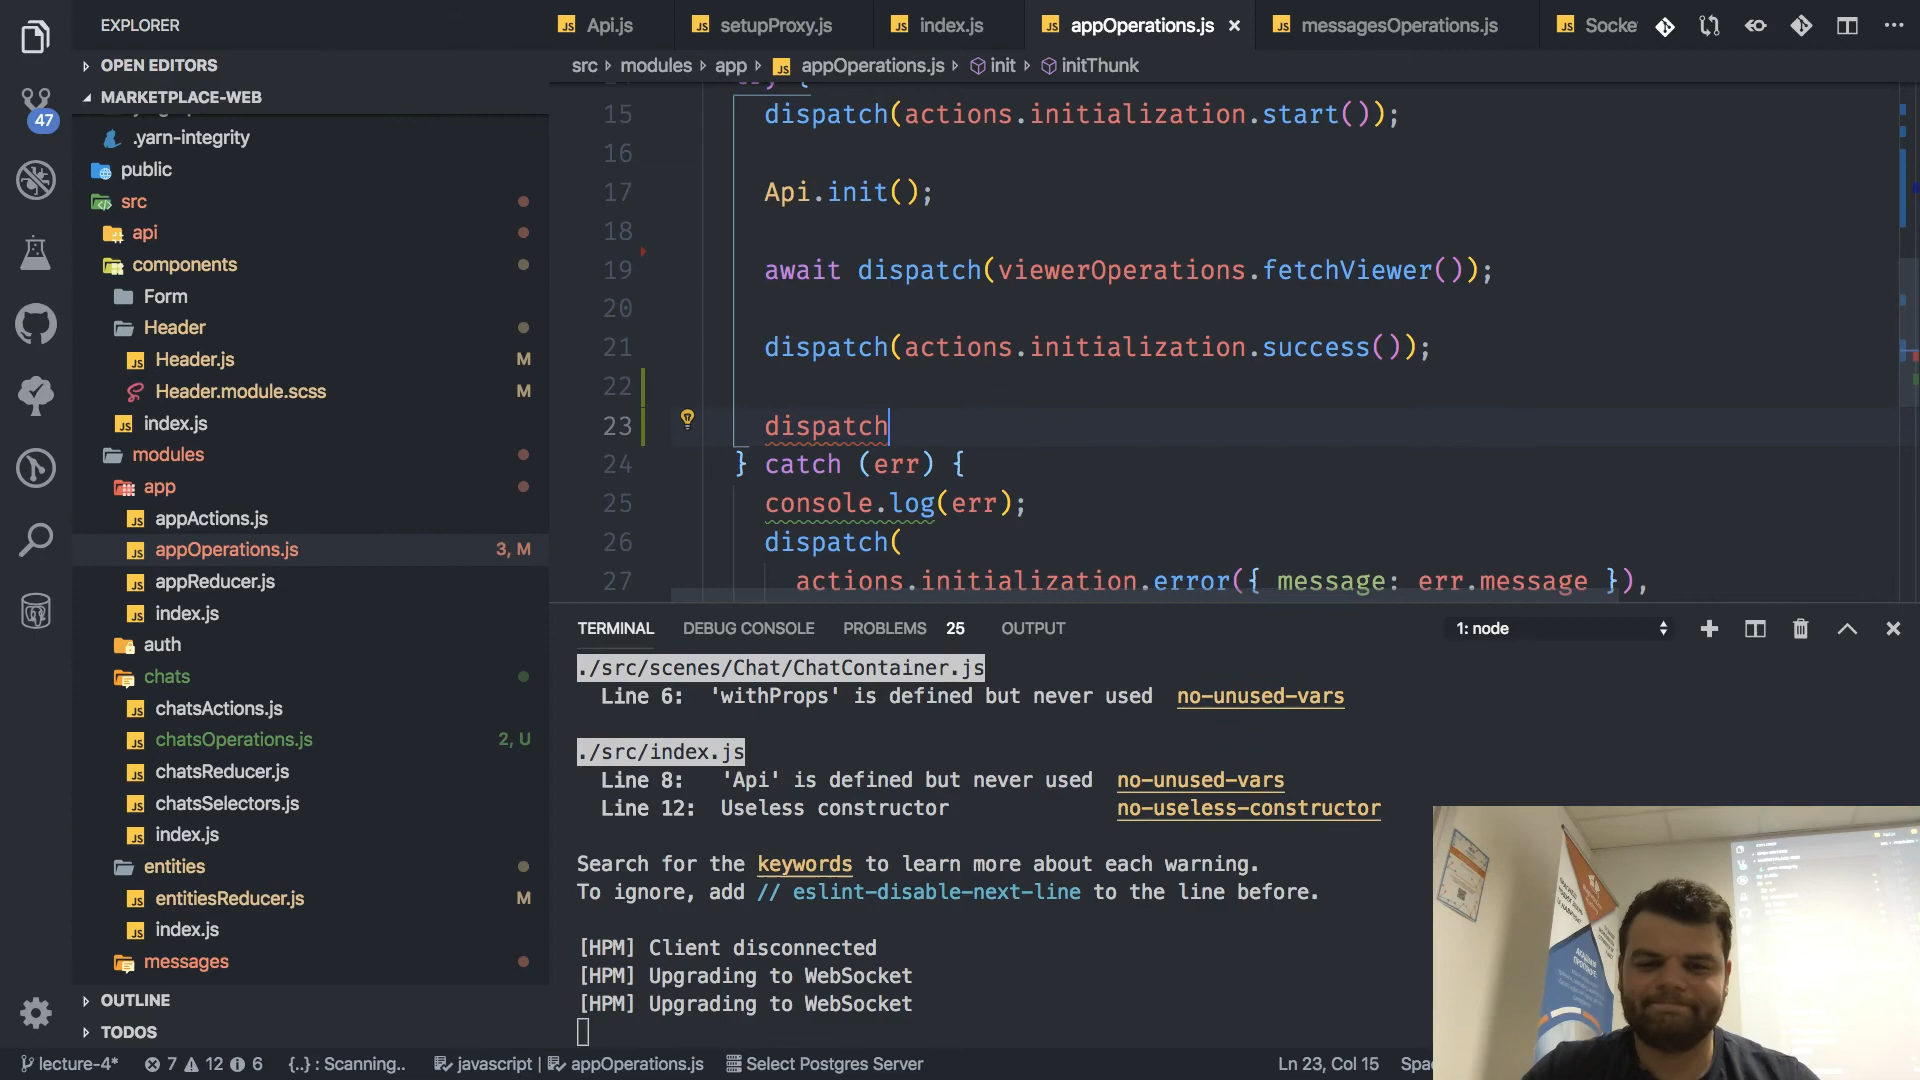 EXPLORER
OPEN EDITORS
MARKETPLACE-WEB
.yarn-integrity
public
src
api
components
Form
Header
Header.js M
Header.module.scss M
index.js
modules
app
appActions.js
appOperations.js 3, M
appReducer.js
index.js
auth
chats
chatsActions.js
chatsOperations.js 2, U
chatsReducer.js
chatsSelectors.js
index.js
entities
entitiesReducer.js M
index.js
messages
OUTLINE
TODOS
47
Api.js setupProxy.js index.js appOperations.js messagesOperations.js Socke
src modules app appOperations.js init initThunk
15 dispatch(actions.initialization.start());
16
17 Api.init();
18
19 await dispatch(viewerOperations.fetchViewer());
20
21 dispatch(actions.initialization.success());
22
23 dispatch
24 } catch (err) {
25 console.log(err);
26 dispatch(
27 actions.initialization.error({ message: err.message }),
TERMINAL DEBUG CONSOLE PROBLEMS 25 OUTPUT 1: node
./src/scenes/Chat/ChatContainer.js
Line 6: 'withProps' is defined but never used no-unused-vars
./src/index.js
Line 8: 'Api' is defined but never used no-unused-vars
Line 12: Useless constructor no-useless-constructor
Search for the keywords to learn more about each warning.
To ignore, add // eslint-disable-next-line to the line before.
[HPM] Client disconnected
[HPM] Upgrading to WebSocket
[HPM] Upgrading to WebSocket
lecture-4* 7 12 6 {..} : Scanning.. javascript | appOperations.js Select Postgres Server Ln 23, Col 15 Spac